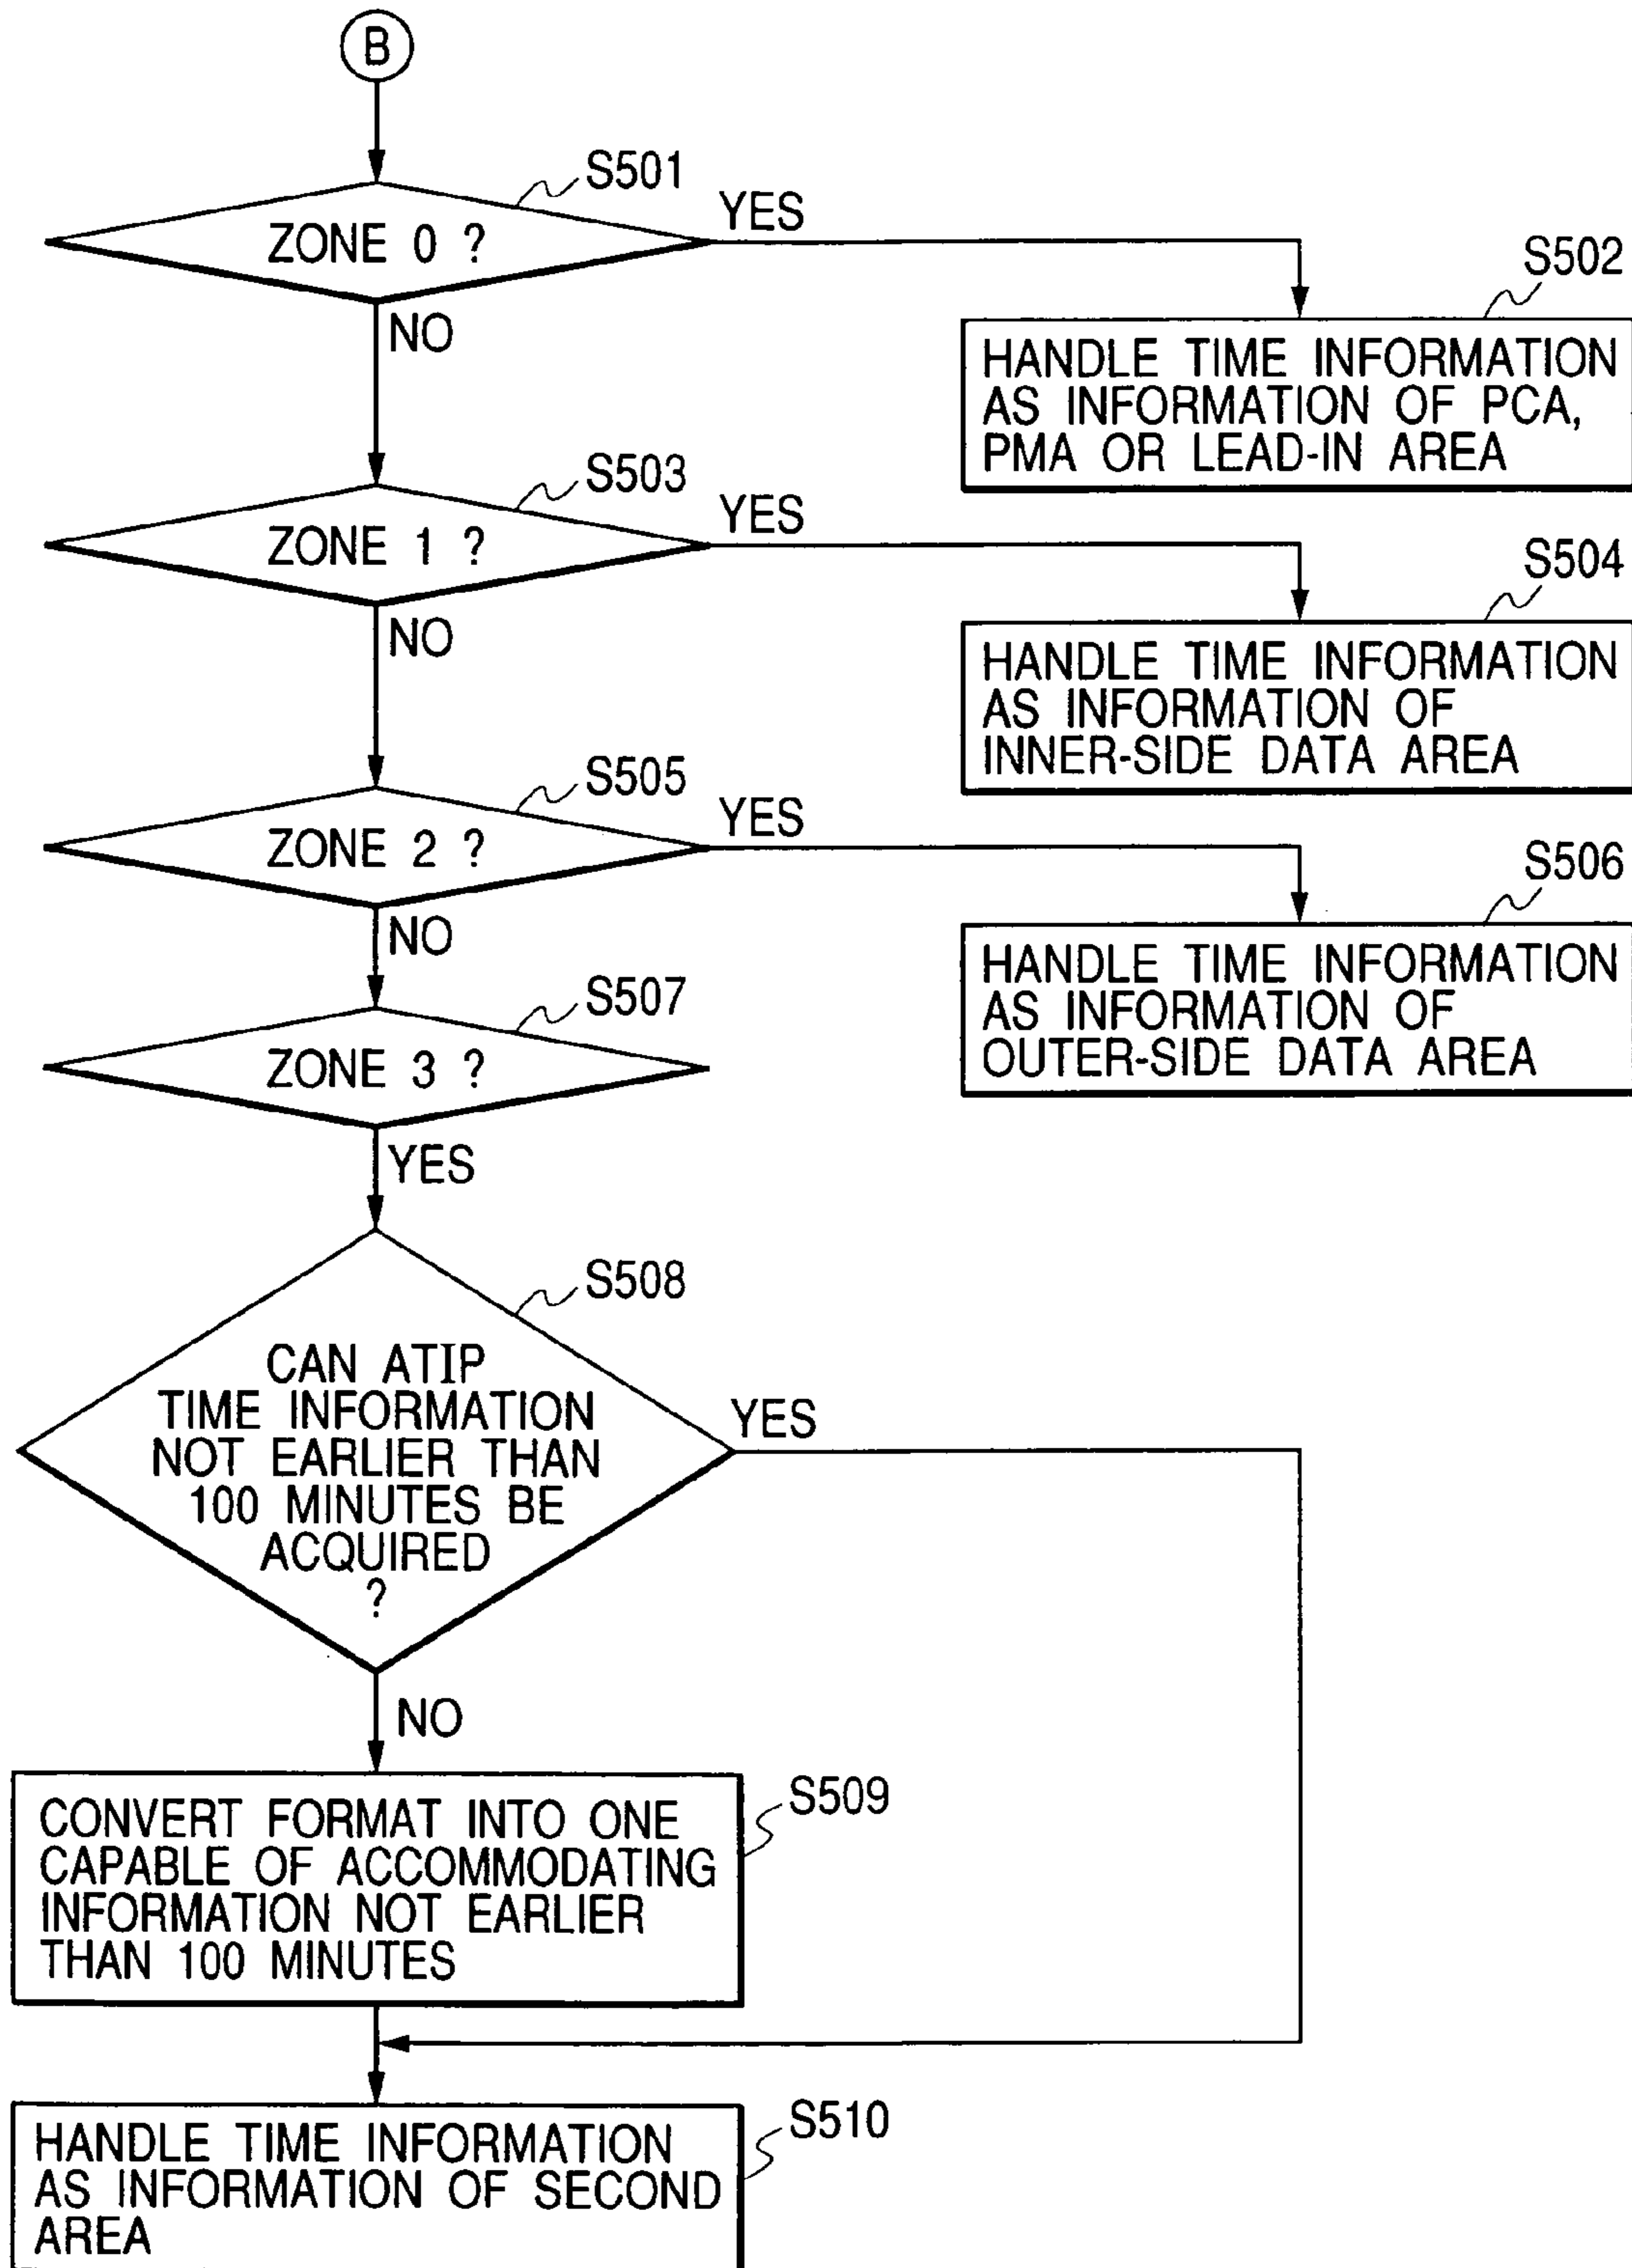 B
S501
ZONE 0 ?
YES
NO
S502
HANDLE TIME INFORMATION
AS INFORMATION OF PCA,
PMA OR LEAD-IN AREA
S503
ZONE 1 ?
YES
NO
S504
HANDLE TIME INFORMATION
AS INFORMATION OF
INNER-SIDE DATA AREA
S505
ZONE 2 ?
YES
NO
S506
HANDLE TIME INFORMATION
AS INFORMATION OF
OUTER-SIDE DATA AREA
S507
ZONE 3 ?
YES
S508
CAN ATIP
TIME INFORMATION
NOT EARLIER THAN
100 MINUTES BE
ACQUIRED
?
YES
NO
S509
CONVERT FORMAT INTO ONE
CAPABLE OF ACCOMMODATING
INFORMATION NOT EARLIER
THAN 100 MINUTES
S510
HANDLE TIME INFORMATION
AS INFORMATION OF SECOND
AREA